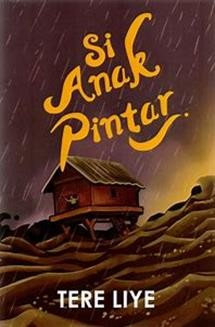 Si
Anak
Pintar.
TERE LIYE